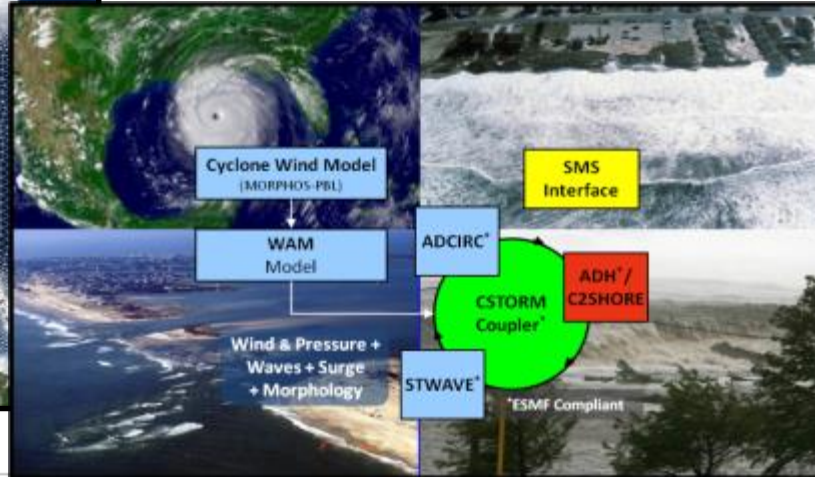 Cyclone Wind Model
(MORPHOS-PBL)
SMS
Interface
WAM
Model
ADCIRC*
ADH*/
C2SHORE
CSTORM
Coupler*
Wind & Pressure +
Waves + Surge
+ Morphology
STWAVE*
*ESMF Compliant